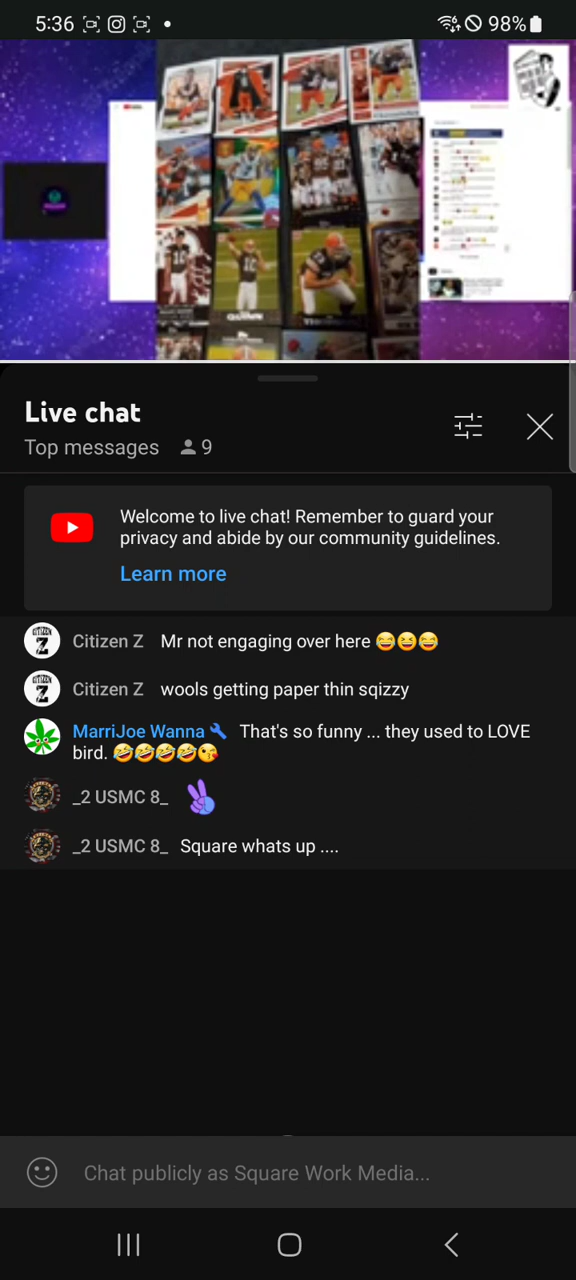 5:36
98%
QUINN
Live chat
Top messages 9
Welcome to live chat! Remember to guard your
privacy and abide by our community guidelines.
Learn more
CITIZEN Z
Citizen Z Mr not engaging over here 😂😆😂
CITIZEN Z
Citizen Z wools getting paper thin sqizzy
MarriJoe Wanna 🔧 That's so funny ... they used to LOVE
bird. 🤣🤣🤣🤣😘
_2 USMC 8_ ✌
_2 USMC 8_ Square whats up ....
Chat publicly as Square Work Media...